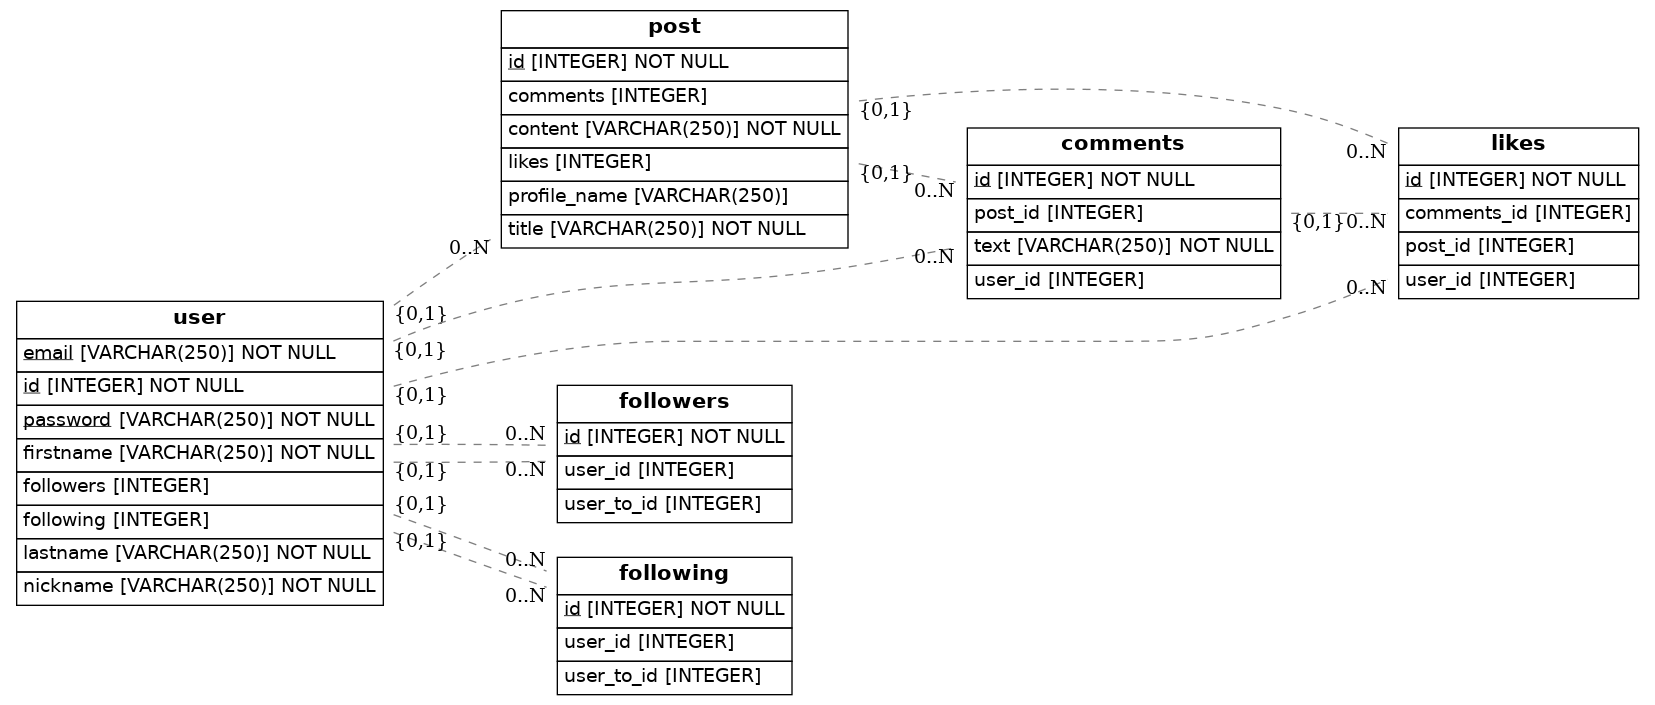 post
id [INTEGER] NOT NULL
comments [INTEGER]
content [VARCHAR(250)] NOT NULL
likes [INTEGER]
profile_name [VARCHAR(250)]
title [VARCHAR(250)] NOT NULL
{0,1}
{0,1}
0..N
comments
id [INTEGER] NOT NULL
post_id [INTEGER]
text [VARCHAR(250)] NOT NULL
user_id [INTEGER]
0..N
0..N
{0,1}
likes
id [INTEGER] NOT NULL
comments_id [INTEGER]
post_id [INTEGER]
user_id [INTEGER]
0..N
0..N
0..N
user
email [VARCHAR(250)] NOT NULL
id [INTEGER] NOT NULL
password [VARCHAR(250)] NOT NULL
firstname [VARCHAR(250)] NOT NULL
followers [INTEGER]
following [INTEGER]
lastname [VARCHAR(250)] NOT NULL
nickname [VARCHAR(250)] NOT NULL
{0,1}
{0,1}
{0,1}
{0,1}
{0,1}
{0,1}
{0,1}
followers
id [INTEGER] NOT NULL
user_id [INTEGER]
user_to_id [INTEGER]
0..N
0..N
following
id [INTEGER] NOT NULL
user_id [INTEGER]
user_to_id [INTEGER]
0..N
0..N